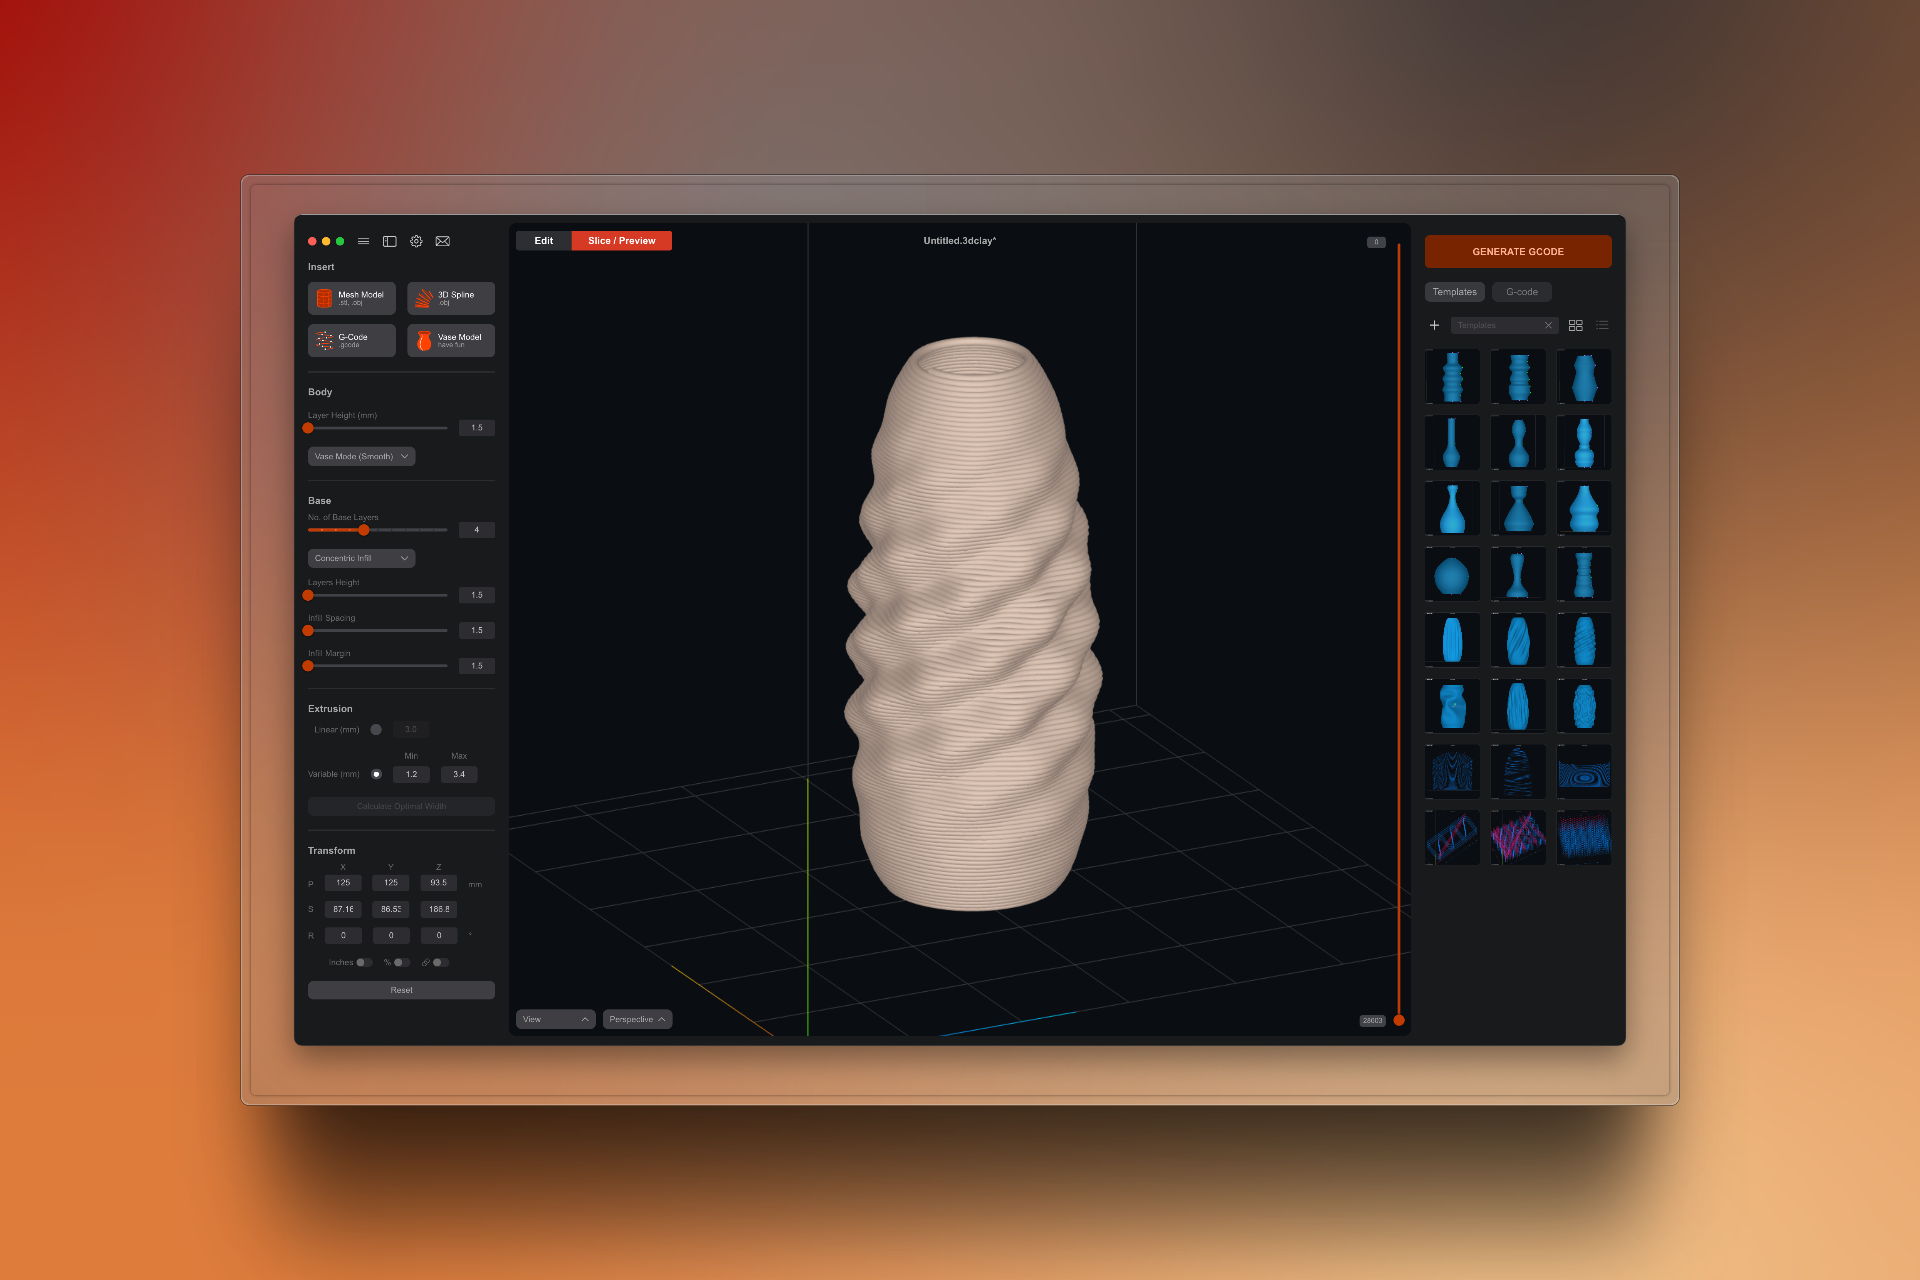 Insert
Mesh Model
.stl, .obj
3D Spline
.obj
G-Code
.gcode
Vase Model
have fun
Body
Layer Height (mm)
1.5
Vase Mode (Smooth)
Base
No. of Base Layers
4
Concentric Infill
Layers Height
1.5
Infill Spacing
1.5
Infill Margin
1.5
Extrusion
Linear (mm)
3.0
Min
Max
Variable (mm)
1.2
3.4
Calculate Optimal Width
Transform
X
Y
Z
P
125
125
93.5
mm
S
87.16
86.5
186.8
R
0
0
0
°
inches
%
Reset
Edit
Slice / Preview
Untitled.3dclay*
0
View
Perspective
28603
GENERATE GCODE
Templates
G-code
Templates